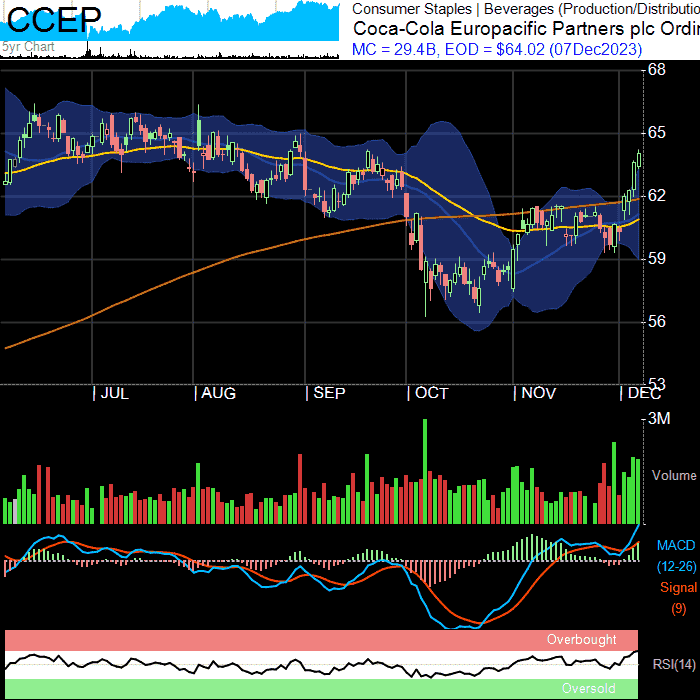 CCEP
5yr Chart
Consumer Staples | Beverages (Production/Distributio
Coca-Cola Europacific Partners plc Ordin
MC = 29.4B, EOD = $64.02 (07Dec2023)
68
65
62
59
56
53
JUL AUG SEP OCT NOV DEC
3M
Volume
MACD
(12-26)
Signal
(9)
Overbought
RSI(14)
Oversold